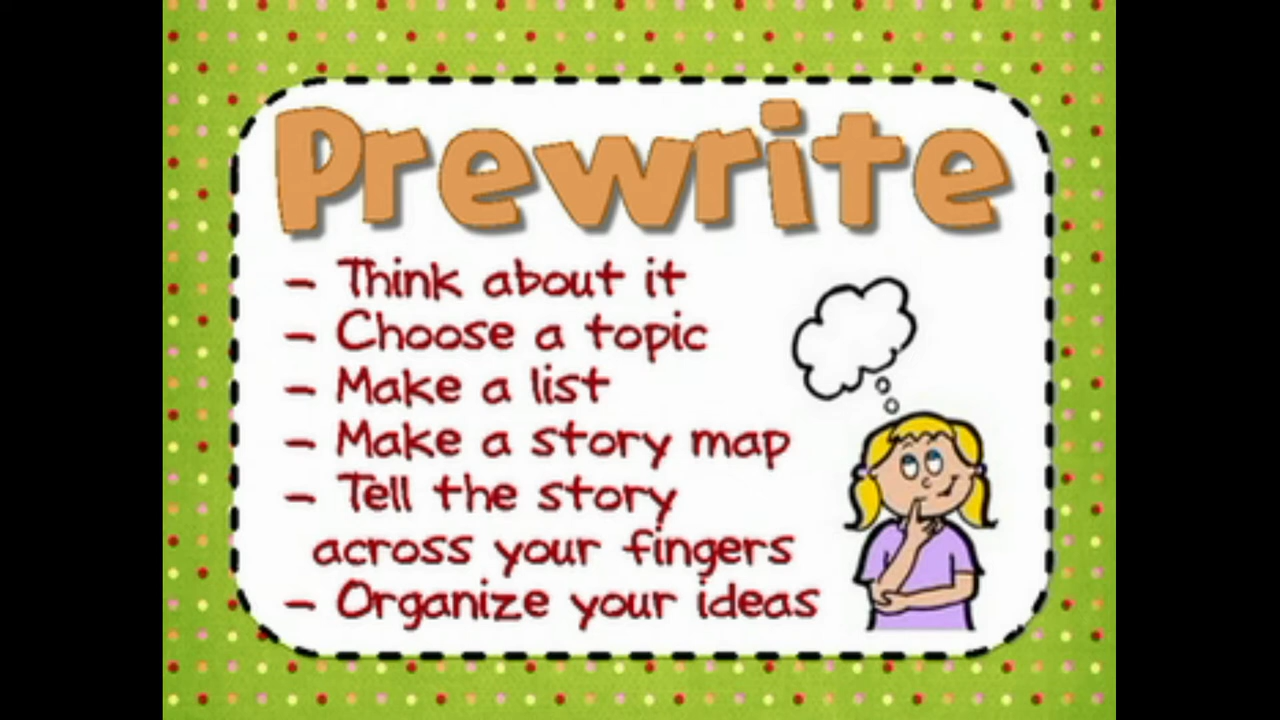 Prewrite
- Think about it
- Choose a topic
- Make a list
- Make a story map
- Tell the story
across your fingers
- Organize your ideas